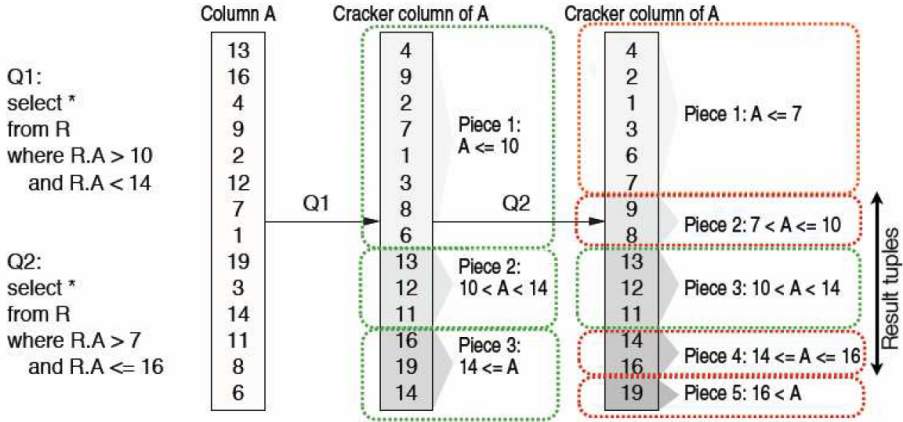 Column A
Cracker column of A
Cracker column of A
Q1:
select *
from R
where R.A > 10
and R.A < 14
Q2:
select *
from R
where R.A > 7
and R.A <= 16
13
16
4
9
2
12
7
1
19
3
14
11
8
6
Q1
4
9
2
7
1
3
8
6
13
12
11
16
19
14
Piece 1:
A <= 10
Piece 2:
10 < A < 14
Piece 3:
14 <= A
Q2
4
2
1
3
6
7
9
8
13
12
11
14
16
19
Piece 1: A <= 7
Piece 2: 7 < A <= 10
Piece 3: 10 < A < 14
Piece 4: 14 <= A <= 16
Piece 5: 16 < A
Result tuples